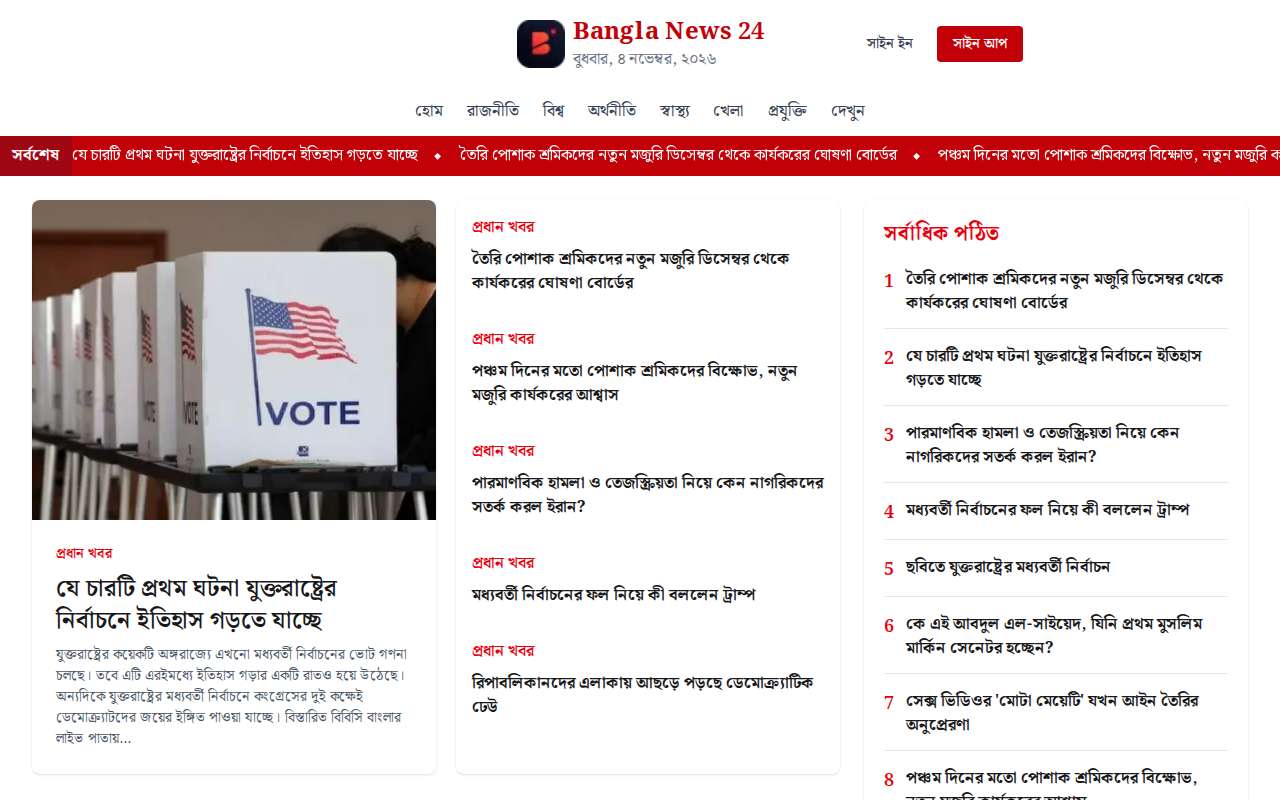 Bangla News 24
বুধবার, ৪ নভেম্বর, ২০২৬
সাইন ইন
সাইন আপ
হোম রাজনীতি বিশ্ব অর্থনীতি স্বাস্থ্য খেলা প্রযুক্তি দেখুন
সর্বশেষ যে চারটি প্রথম ঘটনা যুক্তরাষ্ট্রের নির্বাচনে ইতিহাস গড়তে যাচ্ছে ◆ তৈরি পোশাক শ্রমিকদের নতুন মজুরি ডিসেম্বর থেকে কার্যকরের ঘোষণা বোর্ডের ◆ পঞ্চম দিনের মতো পোশাক শ্রমিকদের বিক্ষোভ, নতুন মজুরি
VOTE
VOTE
VOTE
প্রধান খবর
যে চারটি প্রথম ঘটনা যুক্তরাষ্ট্রের
নির্বাচনে ইতিহাস গড়তে যাচ্ছে
যুক্তরাষ্ট্রের কয়েকটি অঙ্গরাজ্যে এখনো মধ্যবর্তী নির্বাচনের ভোট গণনা
চলছে। তবে এটি এরইমধ্যে ইতিহাস গড়ার একটি রাতও হয়ে উঠেছে।
অন্যদিকে যুক্তরাষ্ট্রের মধ্যবর্তী নির্বাচনে কংগ্রেসের দুই কক্ষেই
ডেমোক্র্যাটদের জয়ের ইঙ্গিত পাওয়া যাচ্ছে। বিস্তারিত বিবিসি বাংলার
লাইভ পাতায়...
প্রধান খবর
তৈরি পোশাক শ্রমিকদের নতুন মজুরি ডিসেম্বর থেকে
কার্যকরের ঘোষণা বোর্ডের
প্রধান খবর
পঞ্চম দিনের মতো পোশাক শ্রমিকদের বিক্ষোভ, নতুন
মজুরি কার্যকরের আশ্বাস
প্রধান খবর
পারমাণবিক হামলা ও তেজস্ক্রিয়তা নিয়ে কেন নাগরিকদের
সতর্ক করল ইরান?
প্রধান খবর
মধ্যবর্তী নির্বাচনের ফল নিয়ে কী বললেন ট্রাম্প
প্রধান খবর
রিপাবলিকানদের এলাকায় আছড়ে পড়ছে ডেমোক্র্যাটিক
ঢেউ
সর্বাধিক পঠিত
1 তৈরি পোশাক শ্রমিকদের নতুন মজুরি ডিসেম্বর থেকে
কার্যকরের ঘোষণা বোর্ডের
2 যে চারটি প্রথম ঘটনা যুক্তরাষ্ট্রের নির্বাচনে ইতিহাস
গড়তে যাচ্ছে
3 পারমাণবিক হামলা ও তেজস্ক্রিয়তা নিয়ে কেন
নাগরিকদের সতর্ক করল ইরান?
4 মধ্যবর্তী নির্বাচনের ফল নিয়ে কী বললেন ট্রাম্প
5 ছবিতে যুক্তরাষ্ট্রের মধ্যবর্তী নির্বাচন
6 কে এই আবদুল এল-সাইয়েদ, যিনি প্রথম মুসলিম
মার্কিন সেনেটর হচ্ছেন?
7 সেক্স ভিডিওর 'মোটা মেয়েটি' যখন আইন তৈরির
অনুপ্রেরণা
8 পঞ্চম দিনের মতো পোশাক শ্রমিকদের বিক্ষোভ,